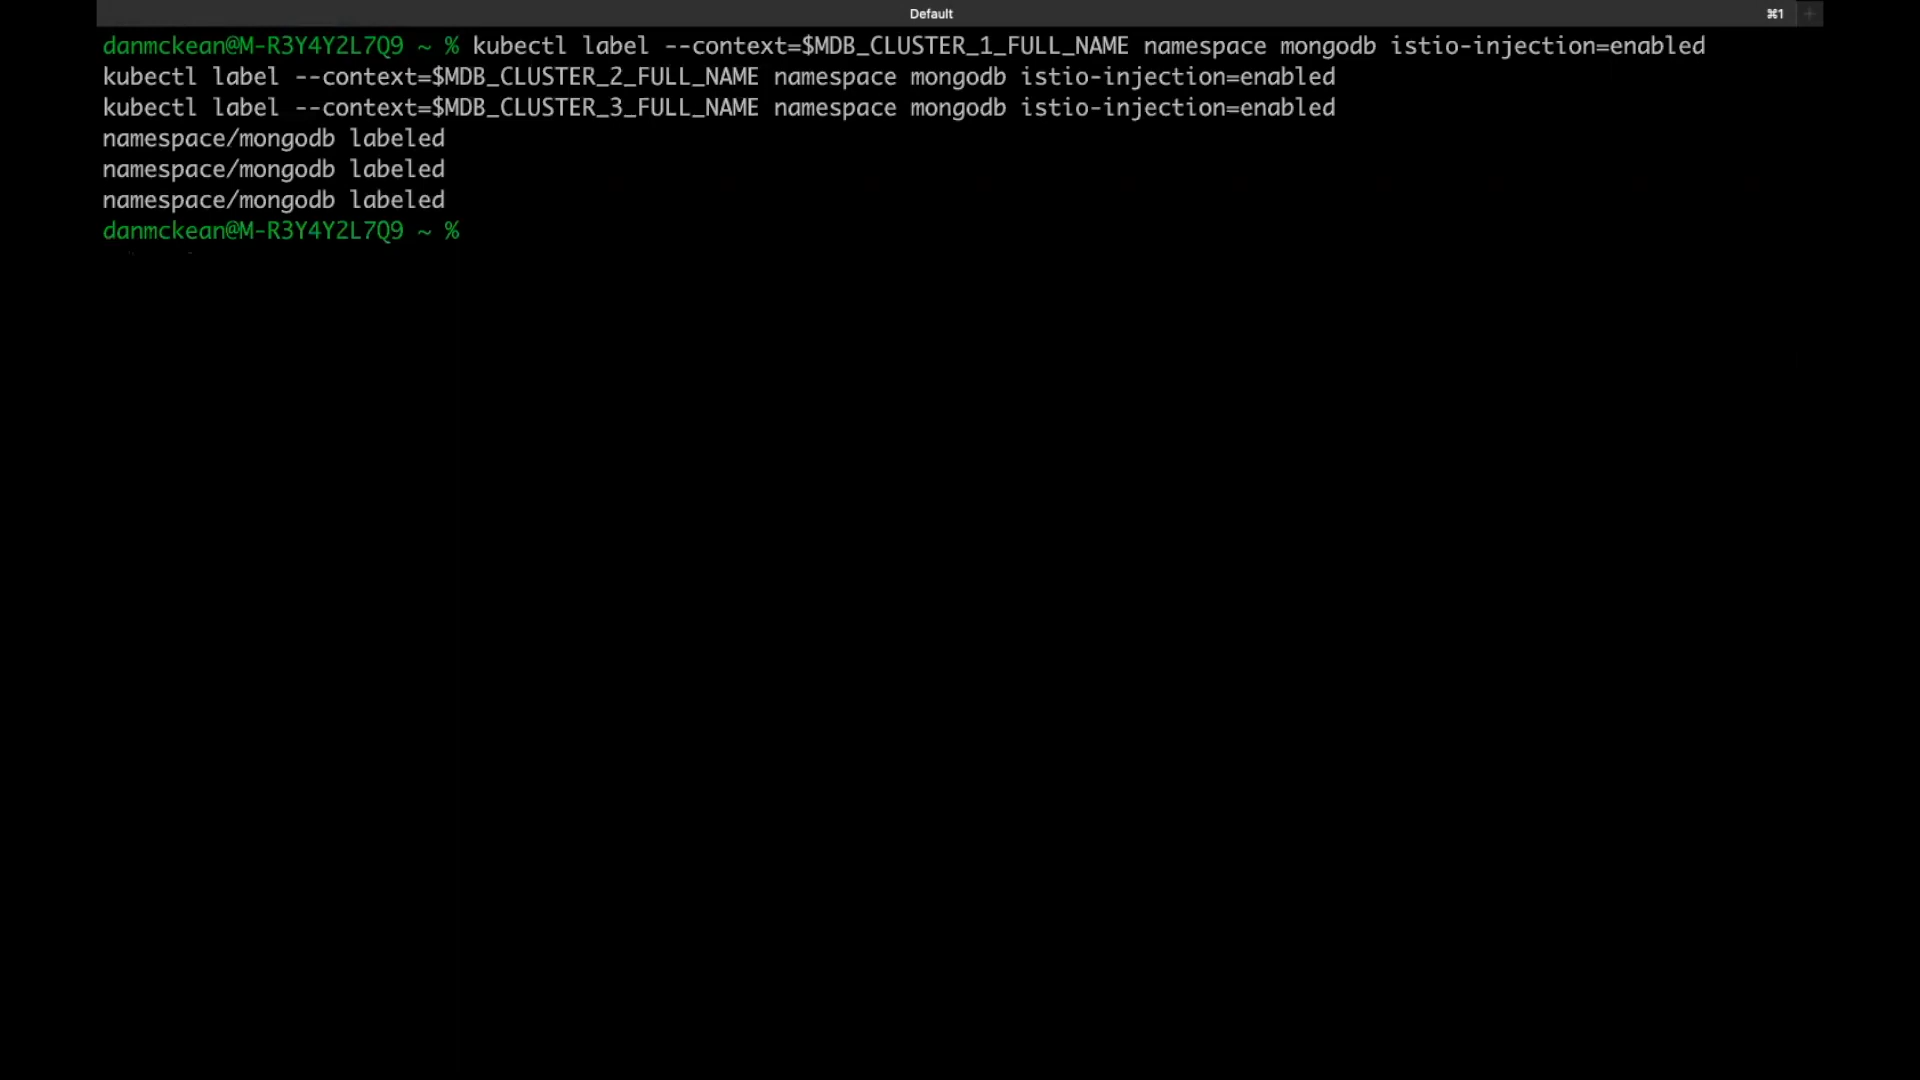 Default
⌘1
danmckean@M-R3Y4Y2L7Q9 ~ % kubectl label --context=$MDB_CLUSTER_1_FULL_NAME namespace mongodb istio-injection=enabled
kubectl label --context=$MDB_CLUSTER_2_FULL_NAME namespace mongodb istio-injection=enabled
kubectl label --context=$MDB_CLUSTER_3_FULL_NAME namespace mongodb istio-injection=enabled
namespace/mongodb labeled
namespace/mongodb labeled
namespace/mongodb labeled
danmckean@M-R3Y4Y2L7Q9 ~ %